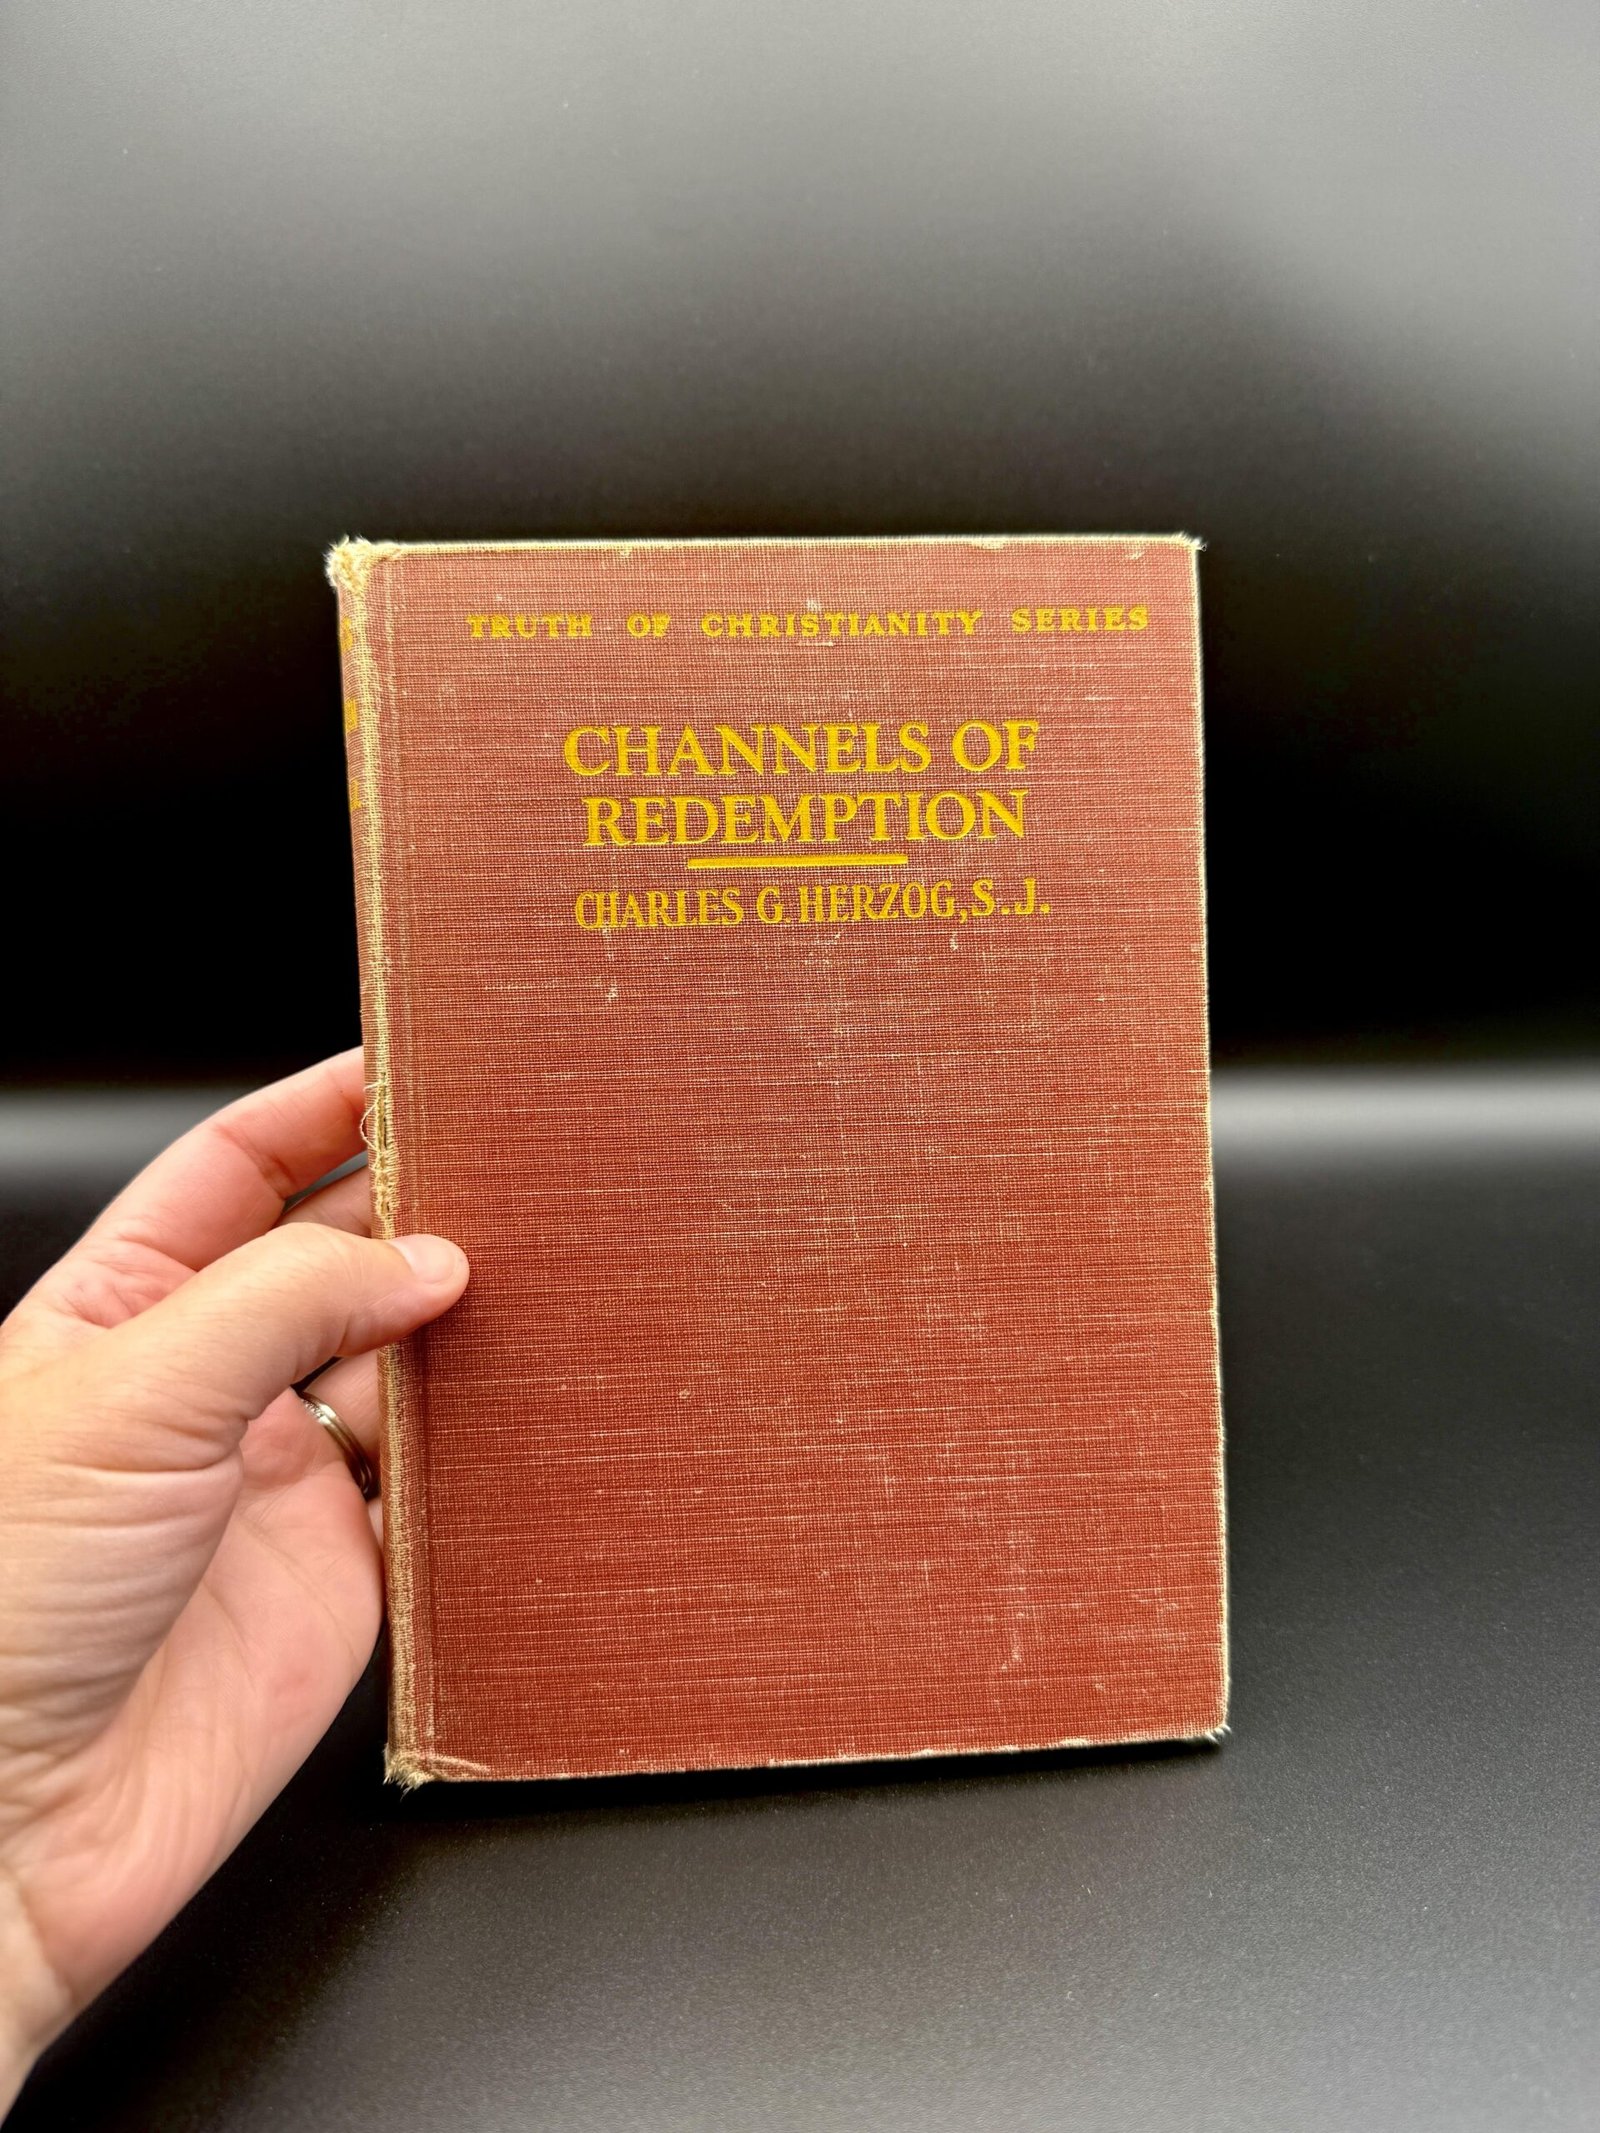 TRUTH OF CHRISTIANITY SERIES
CHANNELS OF
REDEMPTION
CHARLES G. HERZOG, S.J.